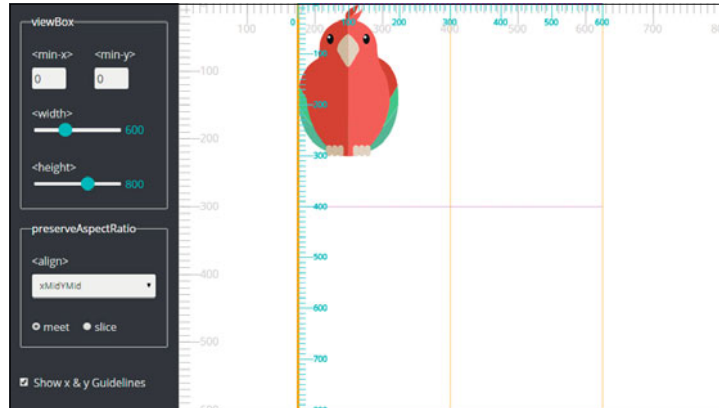 viewBox
<min-x> <min-y>
0 0
<width>
600
<height>
800
preserveAspectRatio
<align>
xMidYMid
meet slice
Show x & y Guidelines
0 100 200 300 400 500 600
100 200 300 400 500 600 700
100
200
300
400
500
100
200
300
400
500
600
700